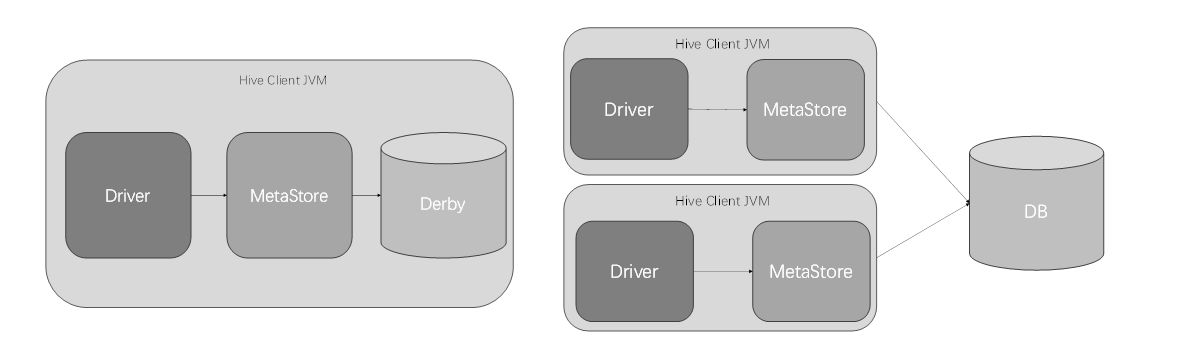 Hive Client JVM
Driver
MetaStore
Derby
Hive Client JVM
Driver
MetaStore
Hive Client JVM
Driver
MetaStore
DB